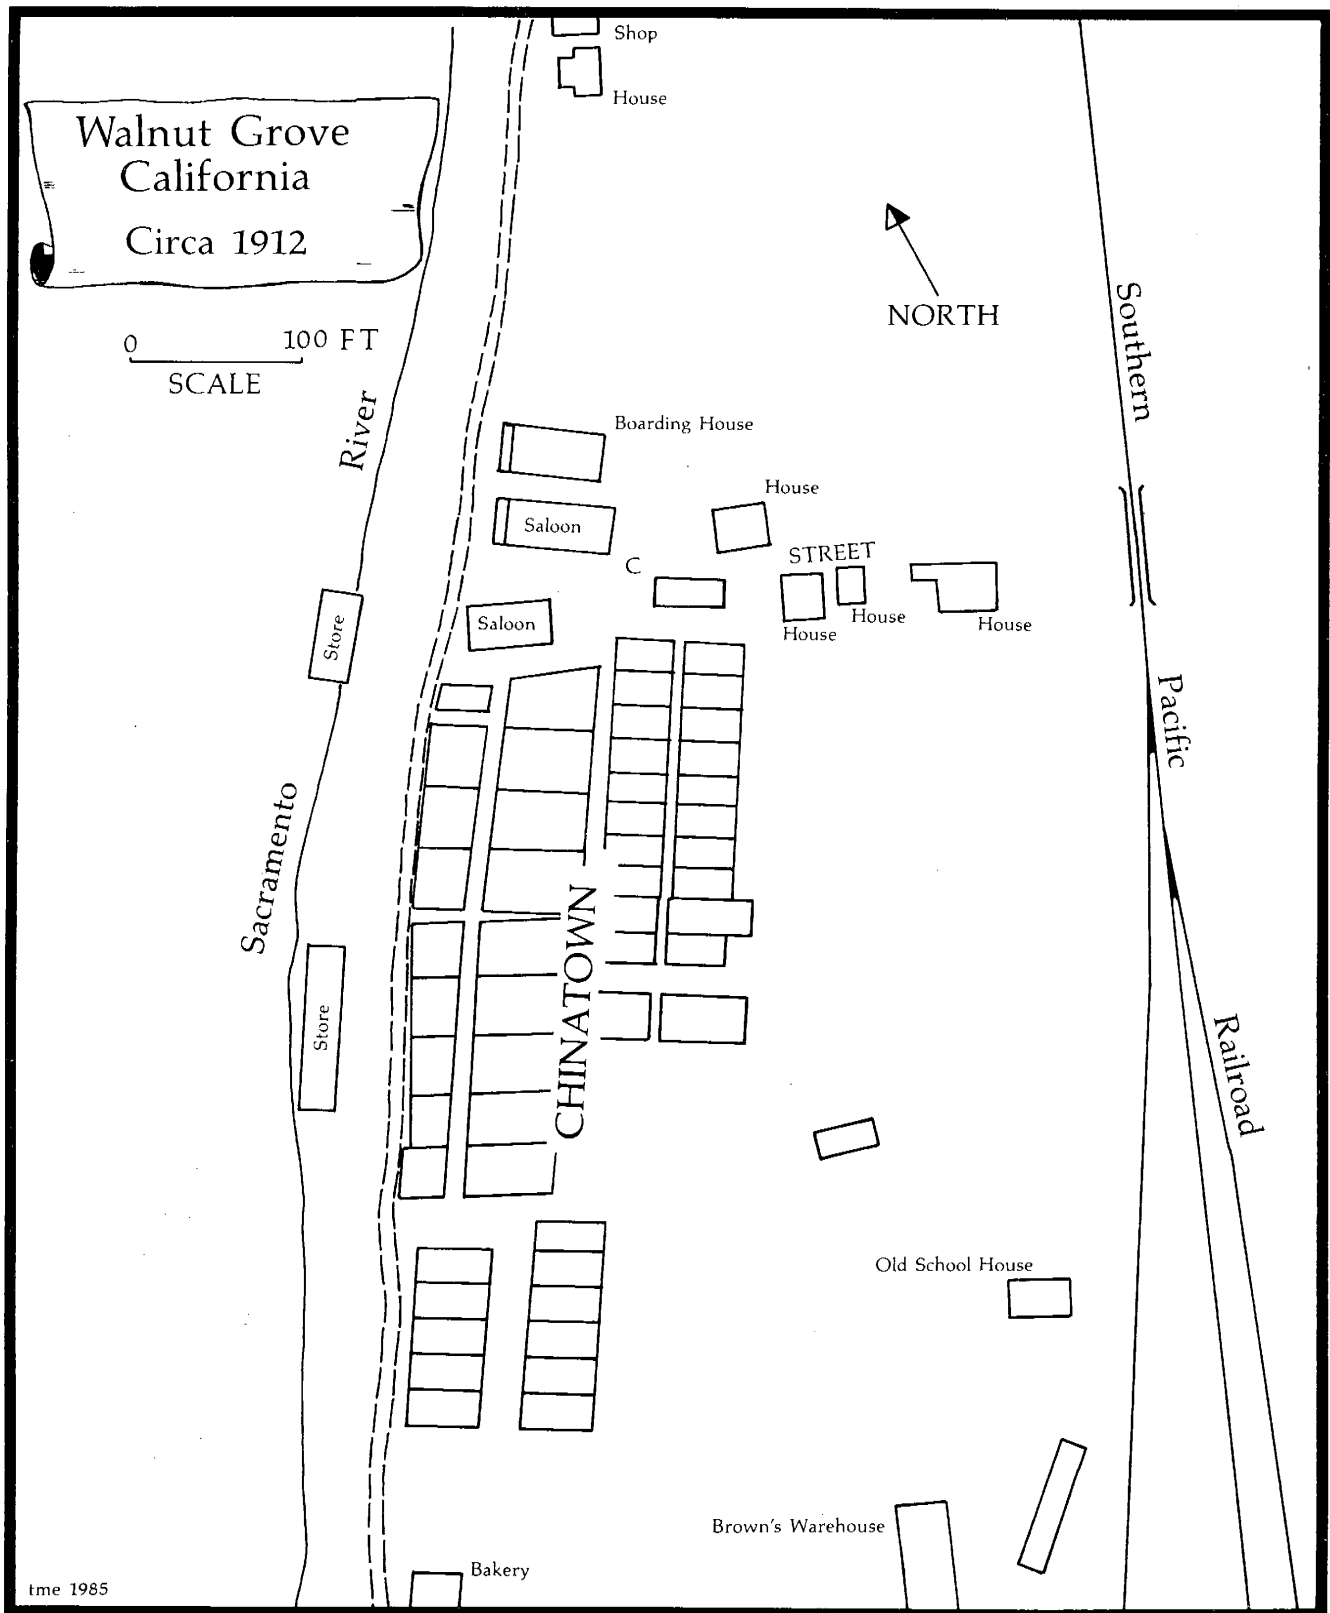 Shop
House
Walnut Grove
California
Circa 1912
0 100 FT
SCALE
NORTH
Southern
River
Boarding House
House
Saloon
STREET
C
House
House
House
Saloon
Store
Pacific
Sacramento
CHINATOWN
Store
Railroad
Old School House
Brown's Warehouse
Bakery
tme 1985